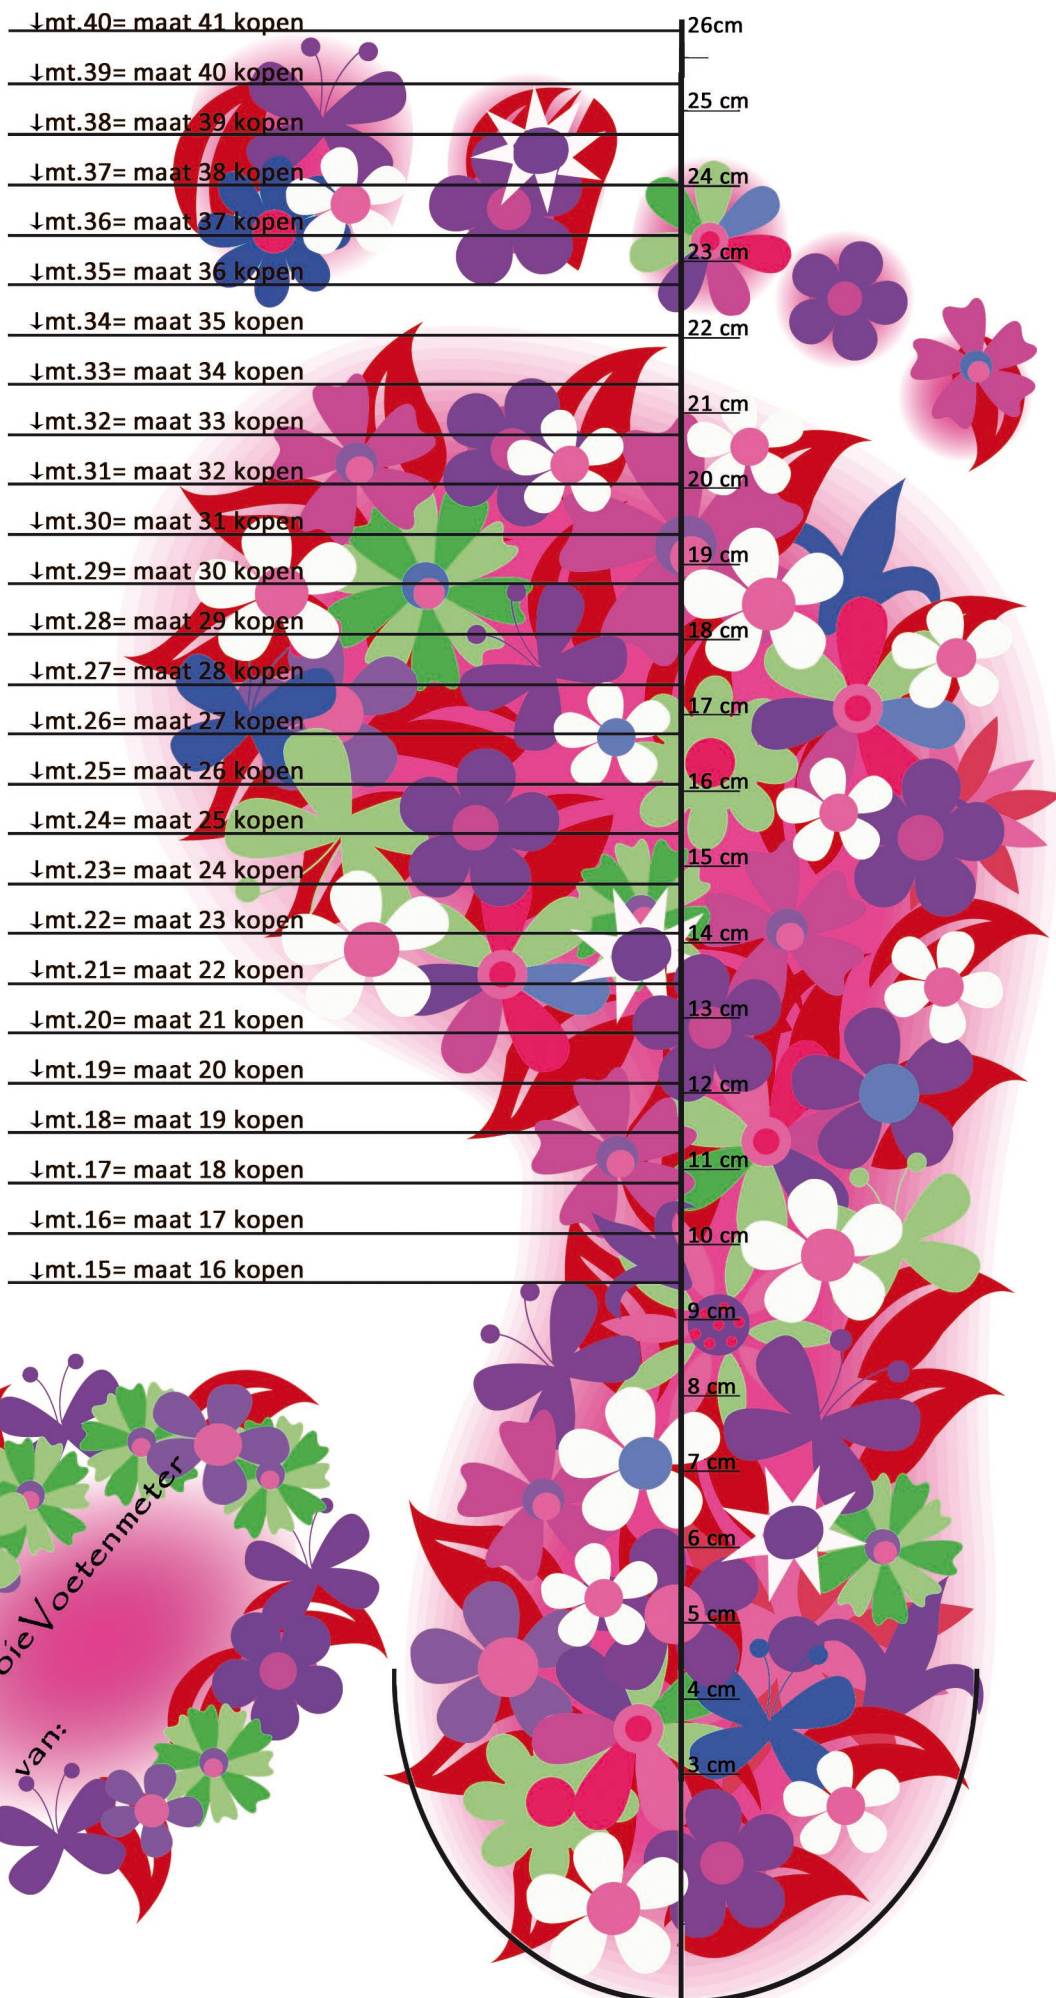 ↓mt.40= maat 41 kopen
↓mt.39= maat 40 kopen
↓mt.38= maat 39 kopen
↓mt.37= maat 38 kopen
↓mt.36= maat 37 kopen
↓mt.35= maat 36 kopen
↓mt.34= maat 35 kopen
↓mt.33= maat 34 kopen
↓mt.32= maat 33 kopen
↓mt.31= maat 32 kopen
↓mt.30= maat 31 kopen
↓mt.29= maat 30 kopen
↓mt.28= maat 29 kopen
↓mt.27= maat 28 kopen
↓mt.26= maat 27 kopen
↓mt.25= maat 26 kopen
↓mt.24= maat 25 kopen
↓mt.23= maat 24 kopen
↓mt.22= maat 23 kopen
↓mt.21= maat 22 kopen
↓mt.20= maat 21 kopen
↓mt.19= maat 20 kopen
↓mt.18= maat 19 kopen
↓mt.17= maat 18 kopen
↓mt.16= maat 17 kopen
↓mt.15= maat 16 kopen
26cm
25 cm
24 cm
23 cm
22 cm
21 cm
20 cm
19 cm
18 cm
17 cm
16 cm
15 cm
14 cm
13 cm
12 cm
11 cm
10 cm
9 cm
8 cm
7 cm
6 cm
5 cm
4 cm
3 cm
Voetenmeter
van: